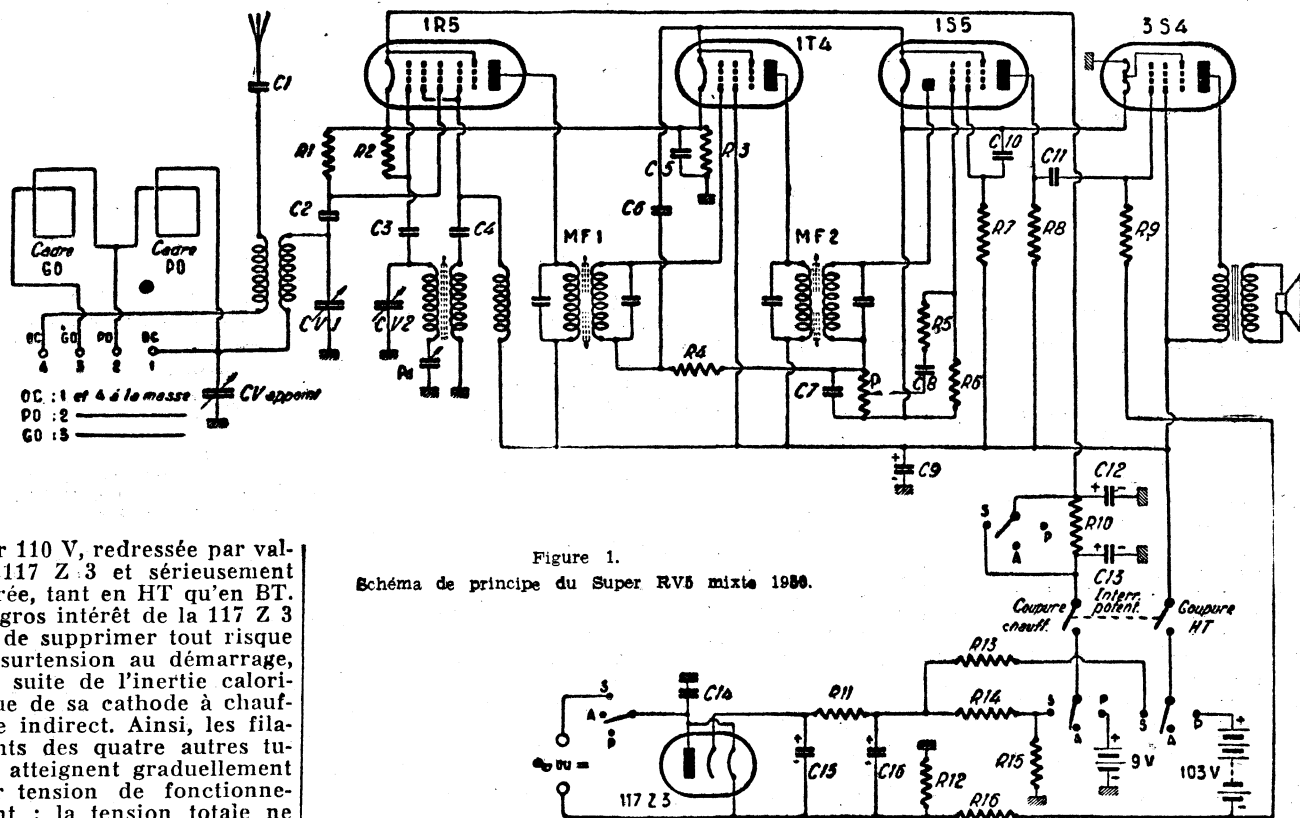 1R5
1T4
1S5
3S4
C1
R1
R2
C5
R3
C10
C11
C2
C3
C4
C6
R7
R8
R9
Cadre
GO
Cadre
PO
MF1
MF2
CV1
CV2
Pd
R4
R5
R6
C7
P
C8
OC GO PO OC
4 3 2 1
OC : 1 et 4 à la masse
PO : 2
GO : 3
CV appoint
+
-
C9
C12
+ -
R10
S
P
A
+ -
C13
Interr.
potent.
Coupure
chauff.
Coupure
HT
r 110 V, redressée par val-
117 Z 3 et sérieusement
rée, tant en HT qu'en BT.
gros intérêt de la 117 Z 3
de supprimer tout risque
surtension au démarrage,
suite de l'inertie calori-
ue de sa cathode à chauf-
e indirect. Ainsi, les fila-
nts des quatre autres tu-
atteignent graduellement
r tension de fonctionne-
nt : la tension totale ne
Figure 1.
Schéma de principe du Super RV5 mixte 1950.
S
A
P
C14
117 Z3
R11
R13
R14
+
-
C15
+
-
C16
R12
R15
R16
S
P
A
S
A
P
+
-
9V
103V
+
-
+
-